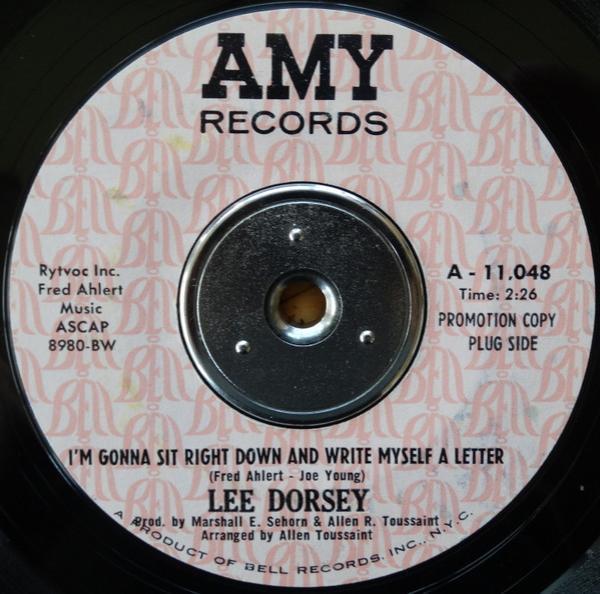 AMY
RECORDS
Rytvoc Inc.
Fred Ahlert
Music
ASCAP
8980-BW
A - 11.048
Time: 2:26
PROMOTION COPY
PLUG SIDE
I'M GONNA SIT RIGHT DOWN AND WRITE MYSELF A LETTER
(Fred Ahlert - Joe Young)
LEE DORSEY
Prod. by Marshall E. Sehorn & Allen R. Toussaint
Arranged by Allen Toussaint
A PRODUCT OF BELL RECORDS, INC., N.Y.C.
BELL